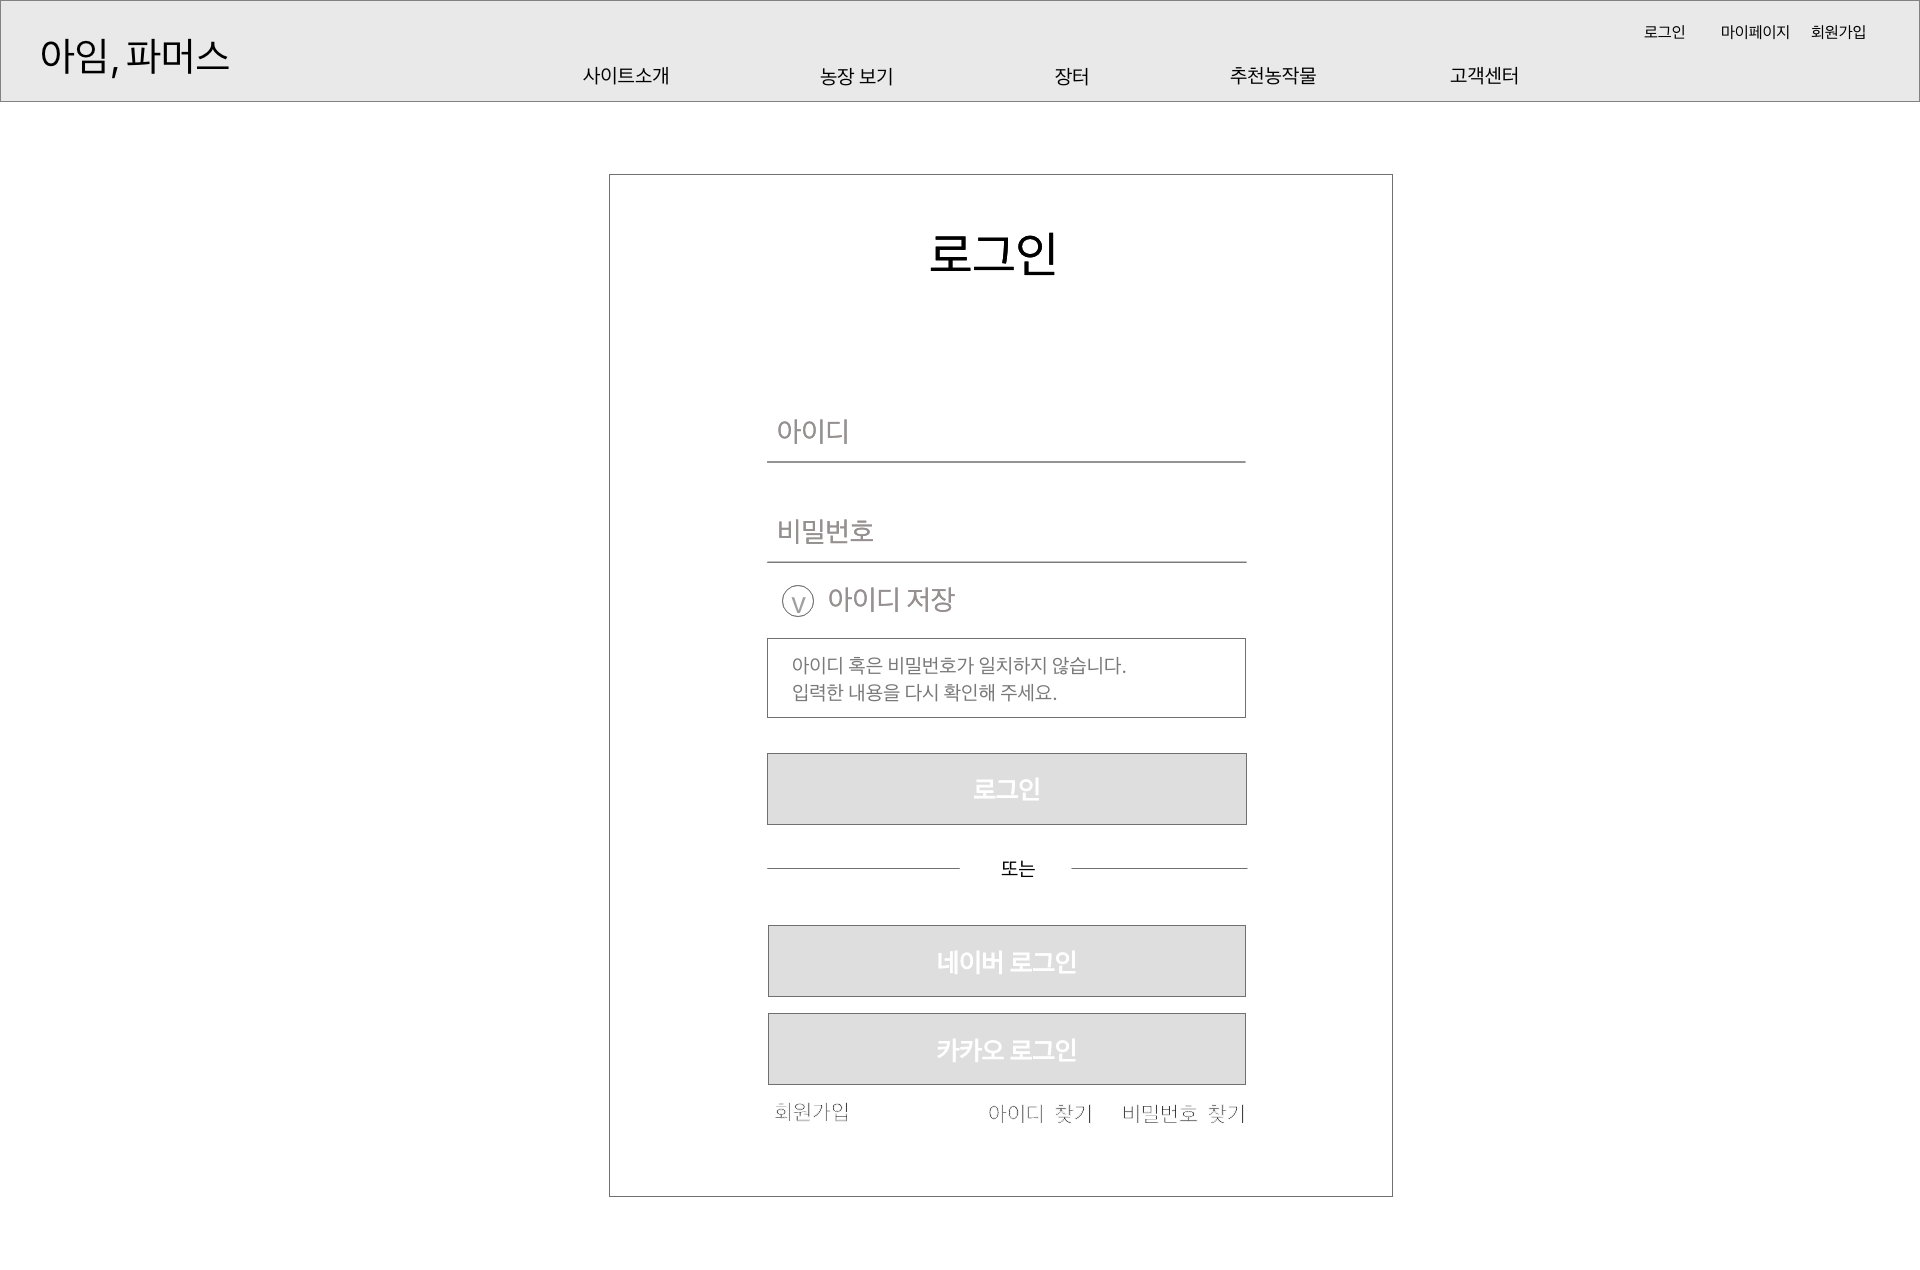 아임, 파머스
로그인 마이페이지 회원가입
사이트소개 농장 보기 장터 추천농작물 고객센터
로그인
아이디
비밀번호
V 아이디 저장
아이디 혹은 비밀번호가 일치하지 않습니다.
입력한 내용을 다시 확인해 주세요.
로그인
또는
네이버 로그인
카카오 로그인
회원가입 아이디 찾기 비밀번호 찾기